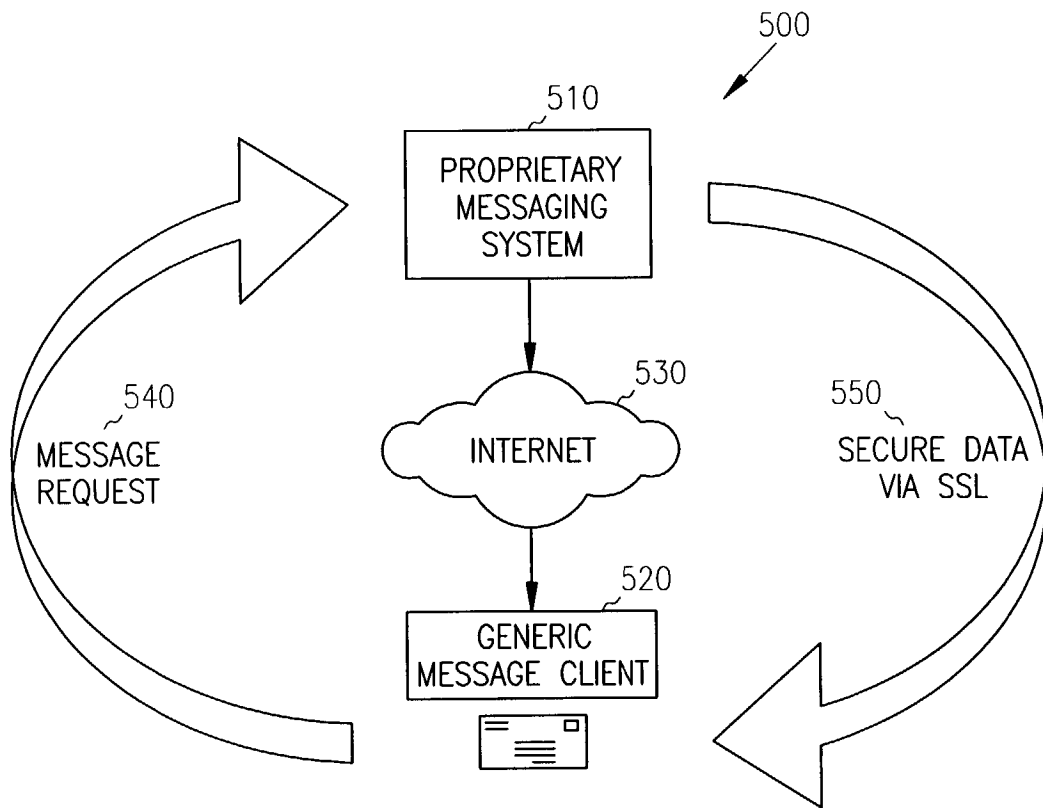 500
510
PROPRIETARY
MESSAGING
SYSTEM
530
INTERNET
540
MESSAGE
REQUEST
550
SECURE DATA
VIA SSL
520
GENERIC
MESSAGE CLIENT